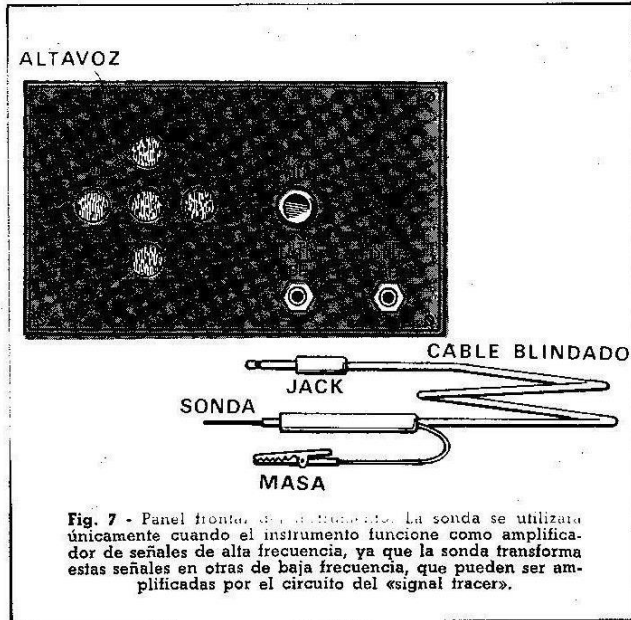 ALTAVOZ
CABLE BLINDADO
JACK
SONDA
MASA
Fig. 7 - Panel frontal del instrumento. La sonda se utilizará
únicamente cuando el instrumento funcione como amplifica-
dor de señales de alta frecuencia, ya que la sonda transforma
estas señales en otras de baja frecuencia, que pueden ser am-
plificadas por el circuito del «signal tracer».